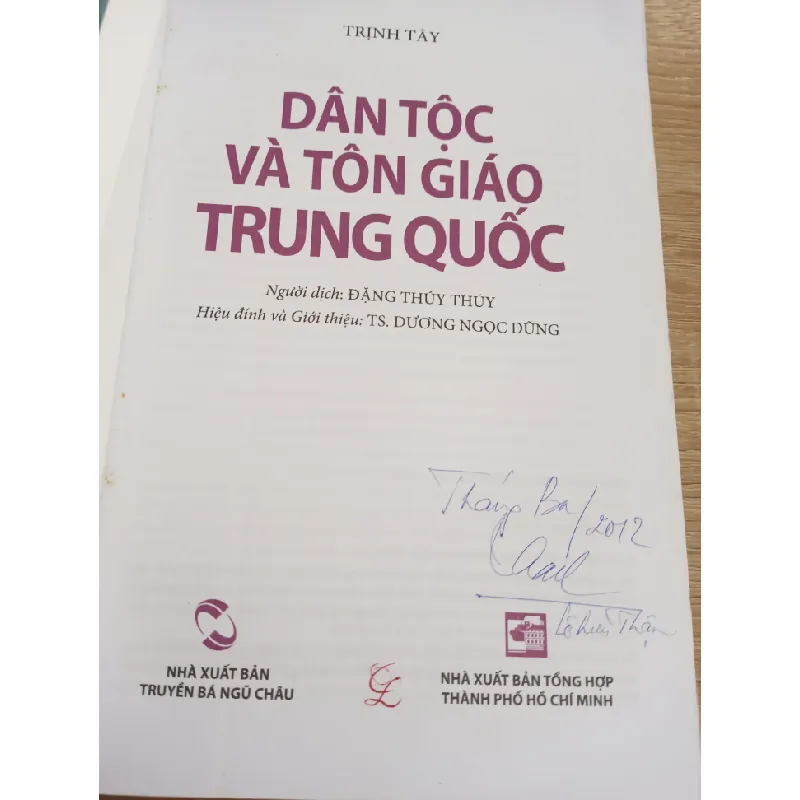 TRỊNH TÂY
DÂN TỘC
VÀ TÔN GIÁO
TRUNG QUỐC
Người dịch: ĐẶNG THÚY THÚY
Hiệu đính và Giới thiệu: TS. DƯƠNG NGỌC DŨNG
Tháng Ba/2012
NHÀ XUẤT BẢN
TRUYỀN BÁ NGŨ CHÂU
NHÀ XUẤT BẢN TỔNG HỢP
THÀNH PHỐ HỒ CHÍ MINH